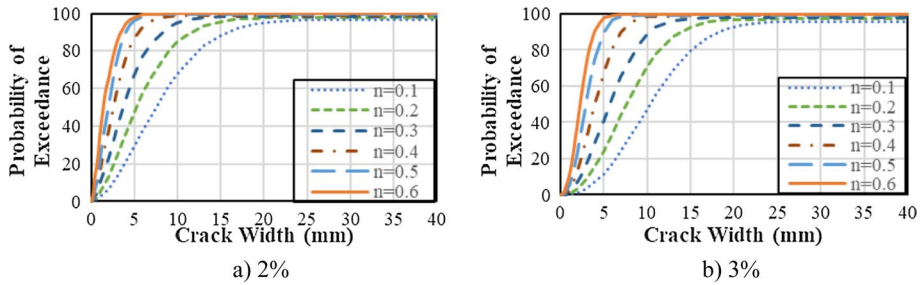 Probability of
Exceedance
100
80
60
40
20
0
n=0.1
n=0.2
n=0.3
n=0.4
n=0.5
n=0.6
0 5 10 15 20 25 30 35 40
Crack Width (mm)
a) 2%
Probability of
Exceedance
100
80
60
40
20
0
n=0.1
n=0.2
n=0.3
n=0.4
n=0.5
n=0.6
0 5 10 15 20 25 30 35 40
Crack Width (mm)
b) 3%